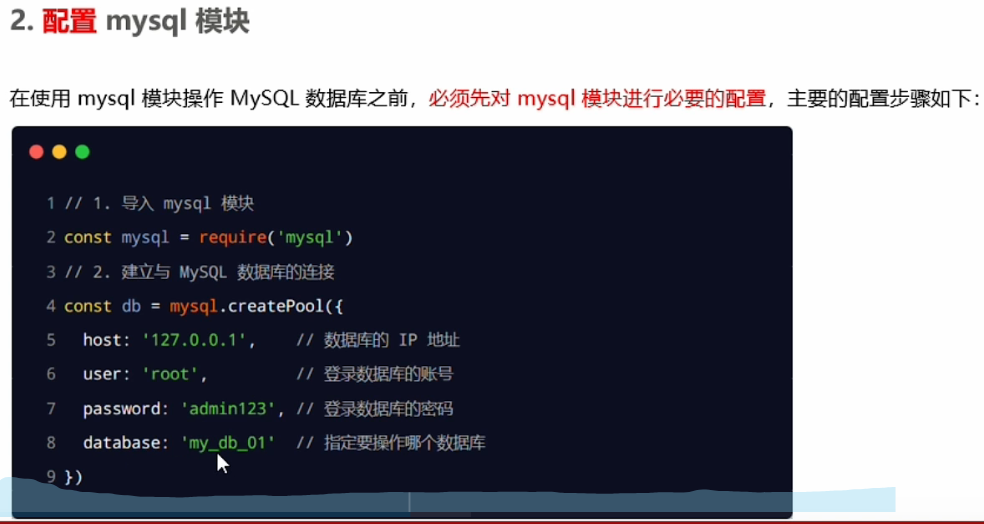 2. 配置 mysql 模块
在使用 mysql 模块操作 MySQL 数据库之前，必须先对 mysql 模块进行必要的配置，主要的配置步骤如下：
1 // 1. 导入 mysql 模块
2 const mysql = require('mysql')
3 // 2. 建立与 MySQL 数据库的连接
4 const db = mysql.createPool({
5 host: '127.0.0.1', // 数据库的 IP 地址
6 user: 'root', // 登录数据库的账号
7 password: 'admin123', // 登录数据库的密码
8 database: 'my_db_01' // 指定要操作哪个数据库
9 })